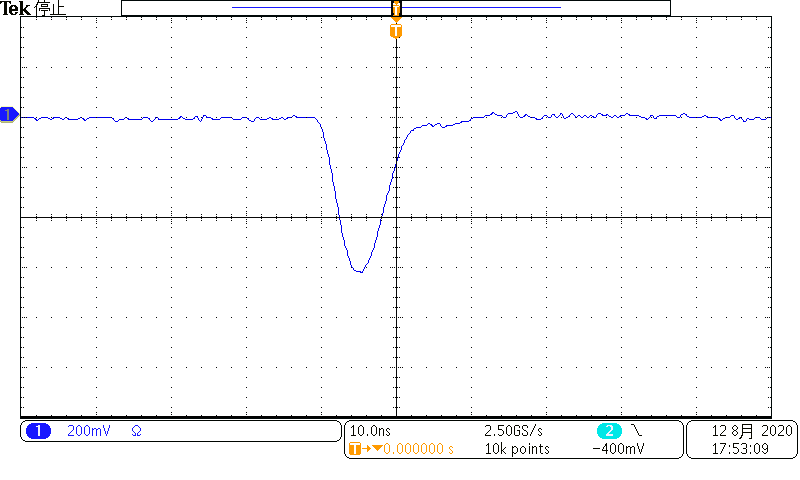 Tek 停止
T
T
1
1 200mV Ω
10.0ns 2.50GS/s 2
T→▼0.000000 s 10k points −400mV
12 8月 2020
17:53:09